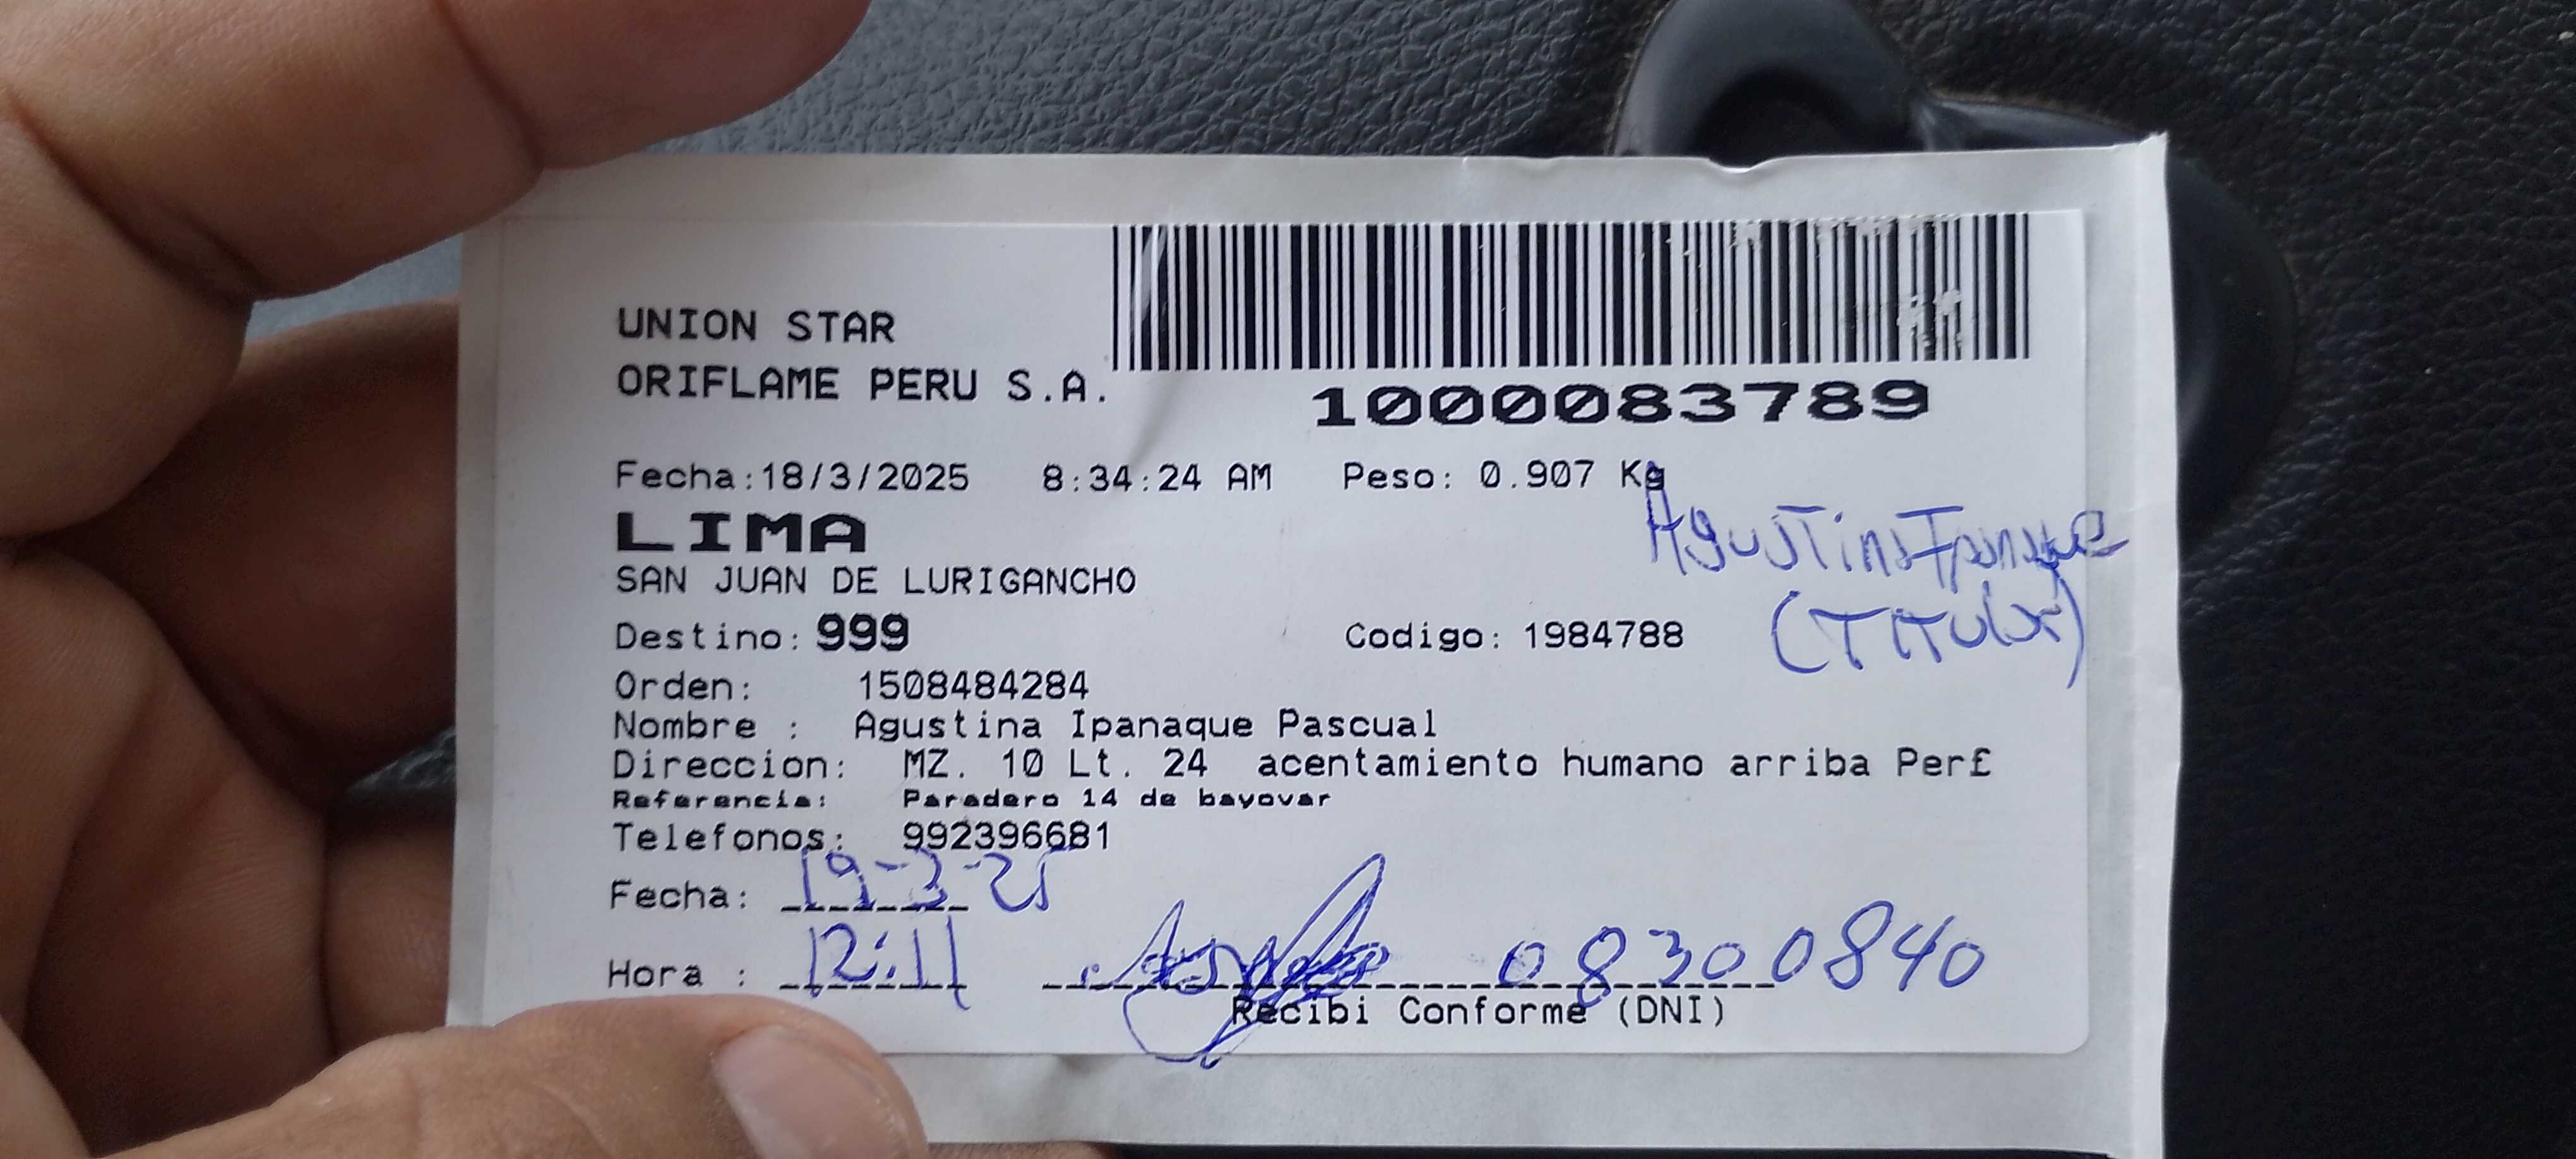 UNION STAR
ORIFLAME PERU S.A.
1000083789
Fecha:18/3/2025 8:34:24 AM Peso: 0.907 Kg
LIMA
Agustina Ipanaque
SAN JUAN DE LURIGANCHO
(TITular)
Destino: 999 Codigo: 1984788
Orden: 1508484284
Nombre : Agustina Ipanaque Pascual
Direccion: MZ. 10 Lt. 24 acentamiento humano arriba Per£
Referencia: Paradero 14 de bayovar
Telefonos: 992396681
Fecha: 19-3-25
Hora : 12:11 08300840
Recibi Conforme (DNI)